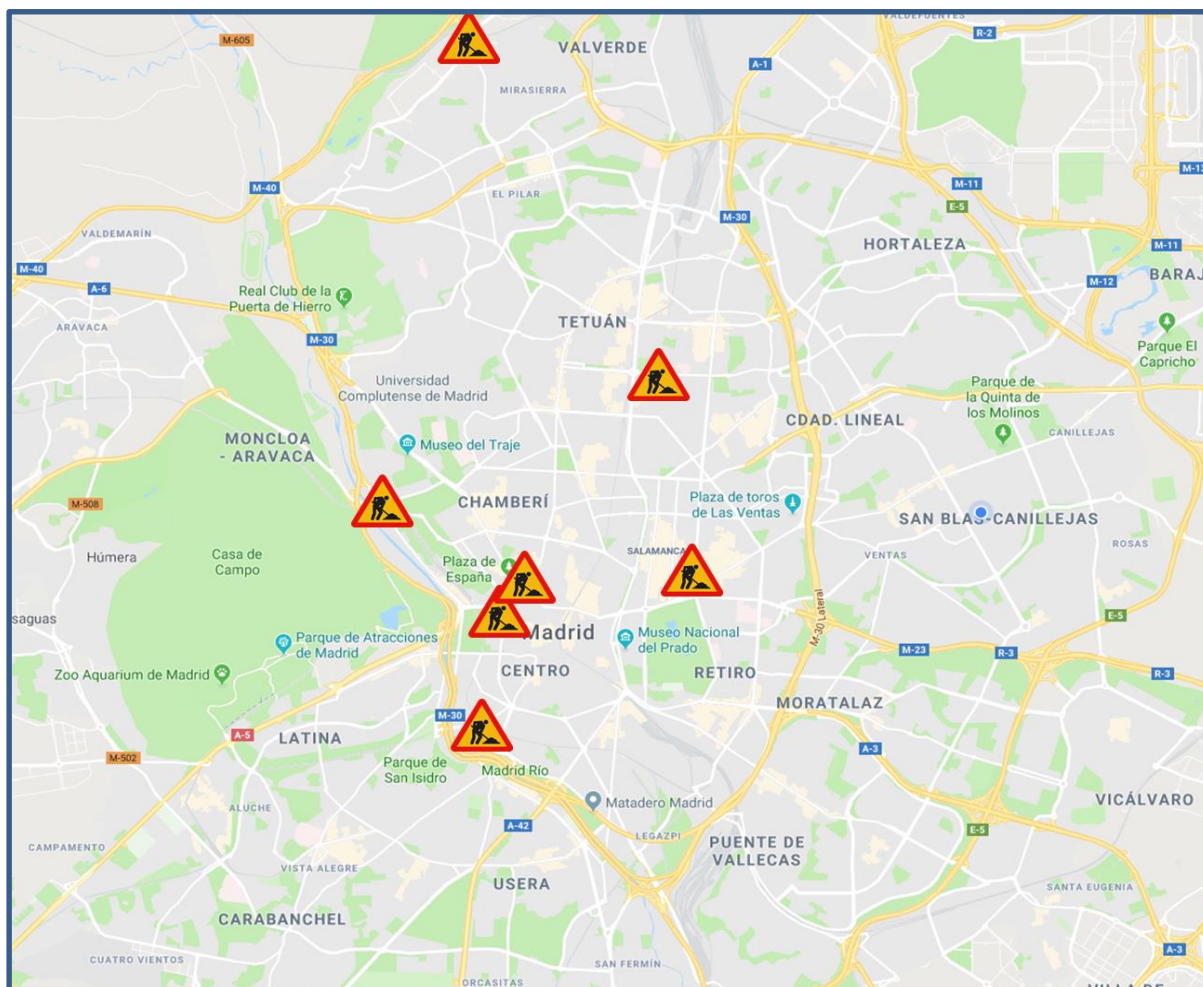 VALDEFUENTES
M-605
R-2
VALVERDE
A-1
MIRASIERRA
M-40
EL PILAR
M-11
E-5
M-30
VALDEMARÍN
HORTALEZA
M-11
M-40
A-6
M-12
BARAJ
Real Club de la
Puerta de Hierro
ARAVACA
M-30
TETUÁN
Parque El
Capricho
Universidad
Complutense de Madrid
Parque de
la Quinta de
los Molinos
MONCLOA
- ARAVACA
Museo del Traje
CDAD. LINEAL
CANILLEJAS
M-508
CHAMBERÍ
Plaza de toros
de Las Ventas
SAN BLAS-CANILLEJAS
Húmera
Casa de
Campo
Plaza de
España
SALAMANCA
VENTAS
ROSAS
saguas
M-30 Lateral
E-5
Parque de Atracciones
de Madrid
Madrid
Museo Nacional
del Prado
M-23
R-3
R-3
Zoo Aquarium de Madrid
CENTRO
RETIRO
MORATALAZ
M-30
A-5
LATINA
A-3
M-502
Parque de
San Isidro
Madrid Río
ALUCHE
Matadero Madrid
VICÁLVARO
A-42
LEGAZPI
E-5
CAMPAMENTO
PUENTE DE
VALLECAS
VISTA ALEGRE
USERA
SANTA EUGENIA
CARABANCHEL
CUATRO VIENTOS
SAN FERMÍN
A-3
ORCASITAS
VILLA DE